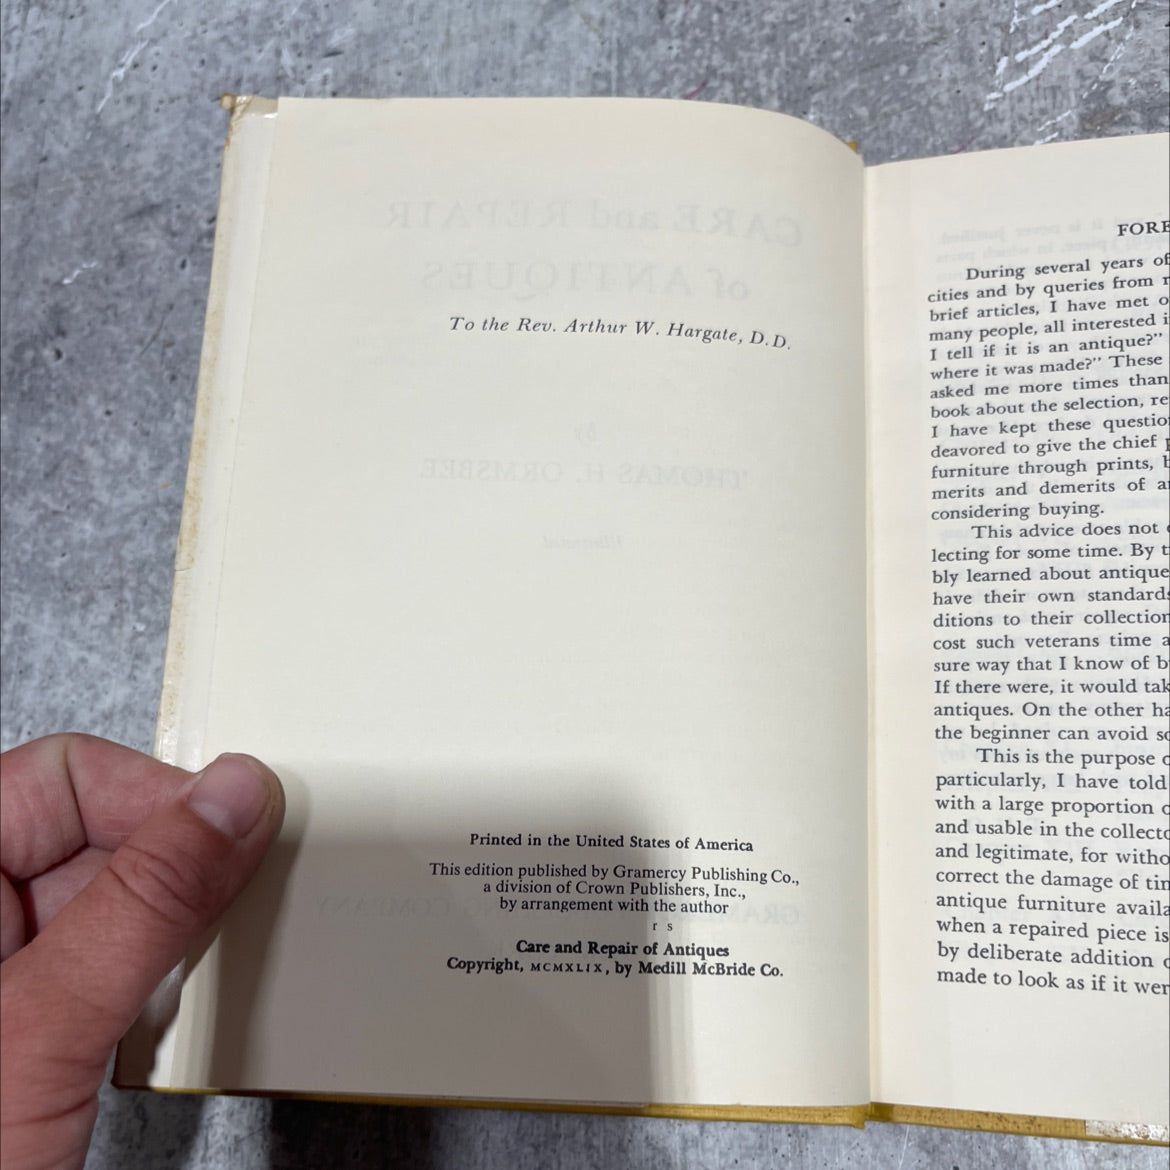 To the Rev. Arthur W. Hargate, D.D.
Printed in the United States of America
This edition published by Gramercy Publishing Co.,
a division of Crown Publishers, Inc.,
by arrangement with the author
r s
Care and Repair of Antiques
Copyright, MCMXLIX, by Medill McBride Co.
FORE
During several years of
cities and by queries from
brief articles, I have met
many people, all interested
I tell if it is an antique?"
where it was made?" These
asked me more times than
book about the selection, re
I have kept these questio
deavored to give the chief
furniture through prints,
merits and demerits of a
considering buying.
This advice does not
lecting for some time. By t
bly learned about antique
have their own standards
ditions to their collection
cost such veterans time a
sure way that I know of b
If there were, it would tak
antiques. On the other ha
the beginner can avoid so
This is the purpose
particularly, I have told
with a large proportion
and usable in the collecto
and legitimate, for witho
correct the damage of tim
antique furniture availa
when a repaired piece is
by deliberate addition
made to look as if it wer